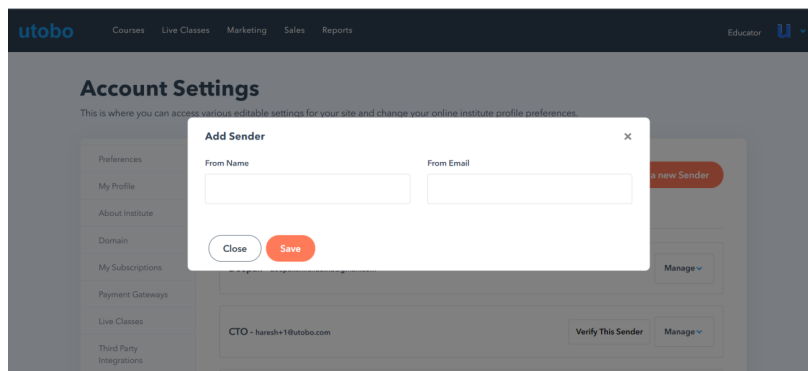 utobo
Courses Live Classes Marketing Sales Reports
Educator
Account Settings
This is where you can access various editable settings for your site and change your online institute profile preferences.
Add Sender ×
From Name From Email
Close Save
Preferences
My Profile
About Institute
Domain
My Subscriptions
Payment Gateways
Live Classes
Third Party
Integrations
a new Sender
Manage
CTO - haresh+1@utobo.com Verify This Sender Manage